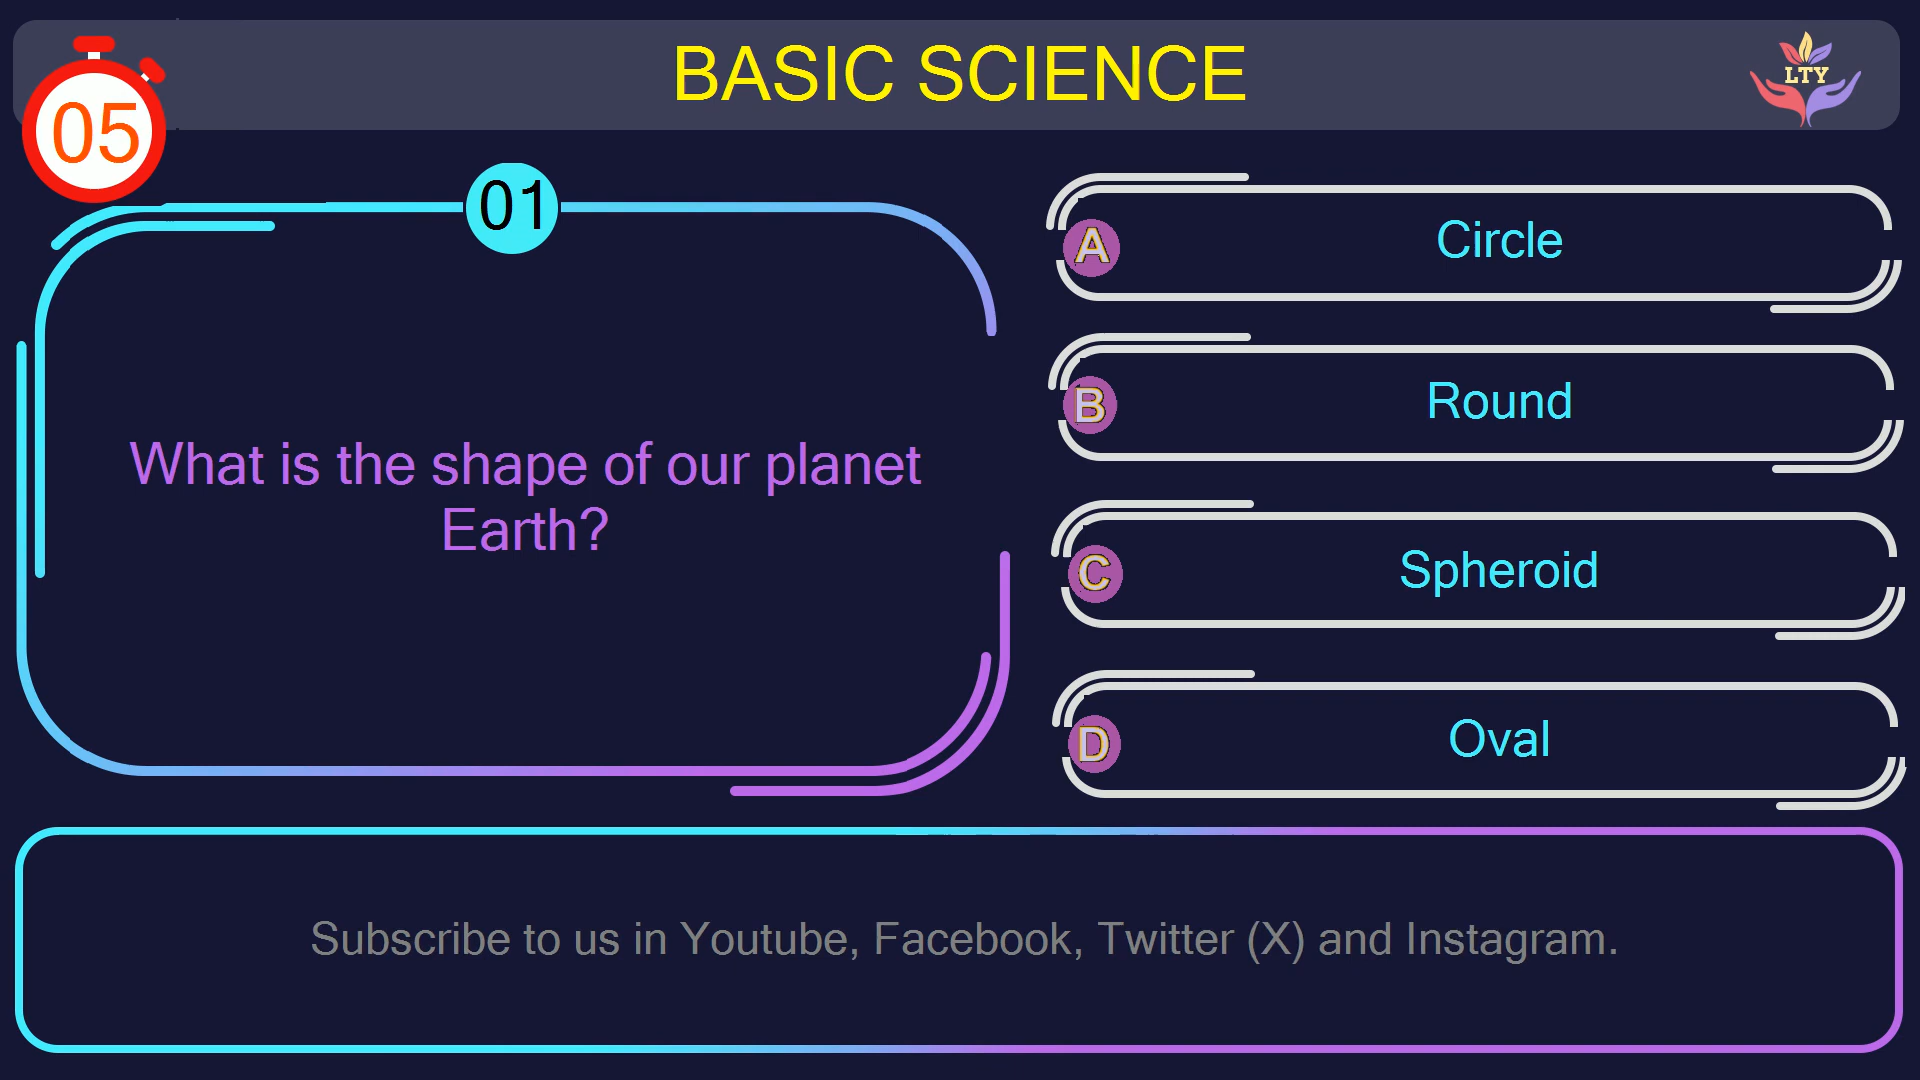 BASIC SCIENCE
LTY
05
01
What is the shape of our planet
Earth?
A
Circle
B
Round
C
Spheroid
D
Oval
Subscribe to us in Youtube, Facebook, Twitter (X) and Instagram.